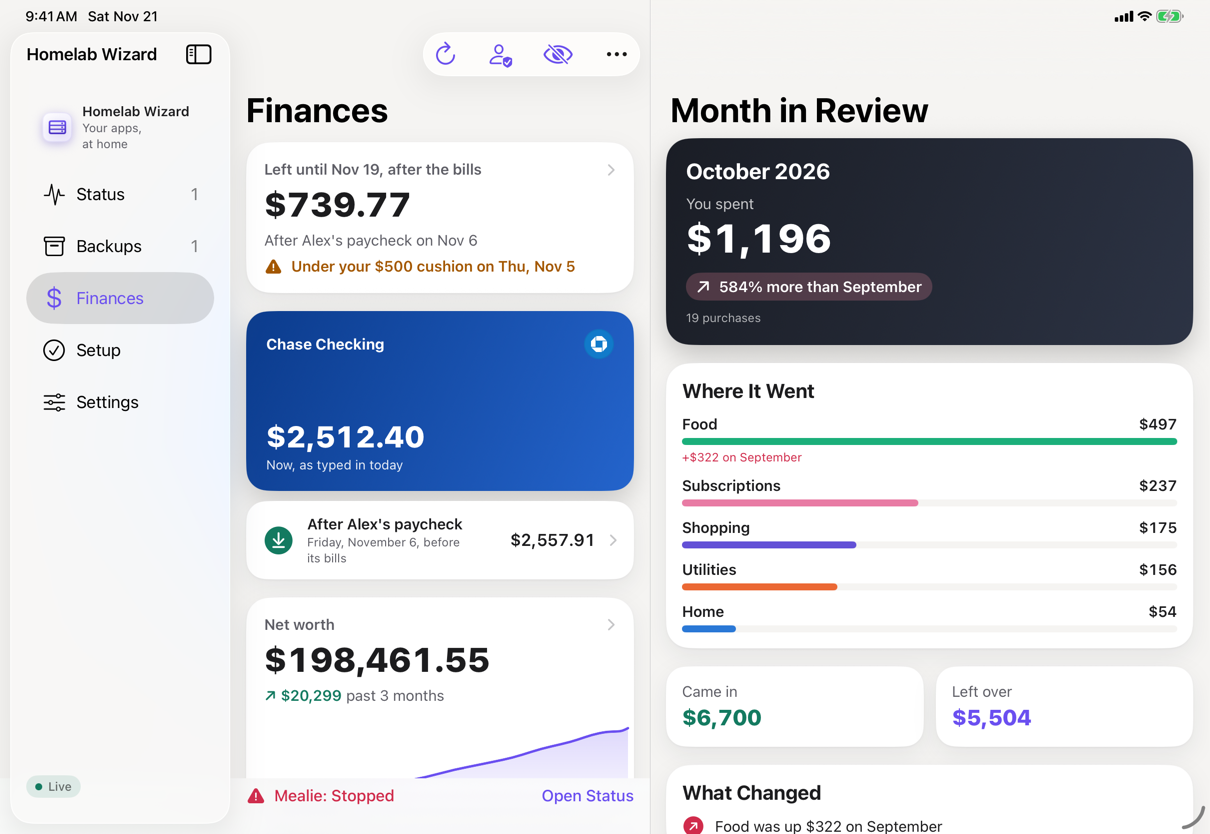 9:41 AM Sat Nov 21
Homelab Wizard
Homelab Wizard
Your apps,
at home
Status 1
Backups 1
Finances
Setup
Settings
Live
Finances
Left until Nov 19, after the bills
$739.77
After Alex's paycheck on Nov 6
Under your $500 cushion on Thu, Nov 5
Chase Checking
$2,512.40
Now, as typed in today
After Alex's paycheck
Friday, November 6, before
its bills
$2,557.91
Net worth
$198,461.55
$20,299 past 3 months
Mealie: Stopped
Open Status
Month in Review
October 2026
You spent
$1,196
584% more than September
19 purchases
Where It Went
Food $497
+$322 on September
Subscriptions $237
Shopping $175
Utilities $156
Home $54
Came in
$6,700
Left over
$5,504
What Changed
Food was up $322 on September